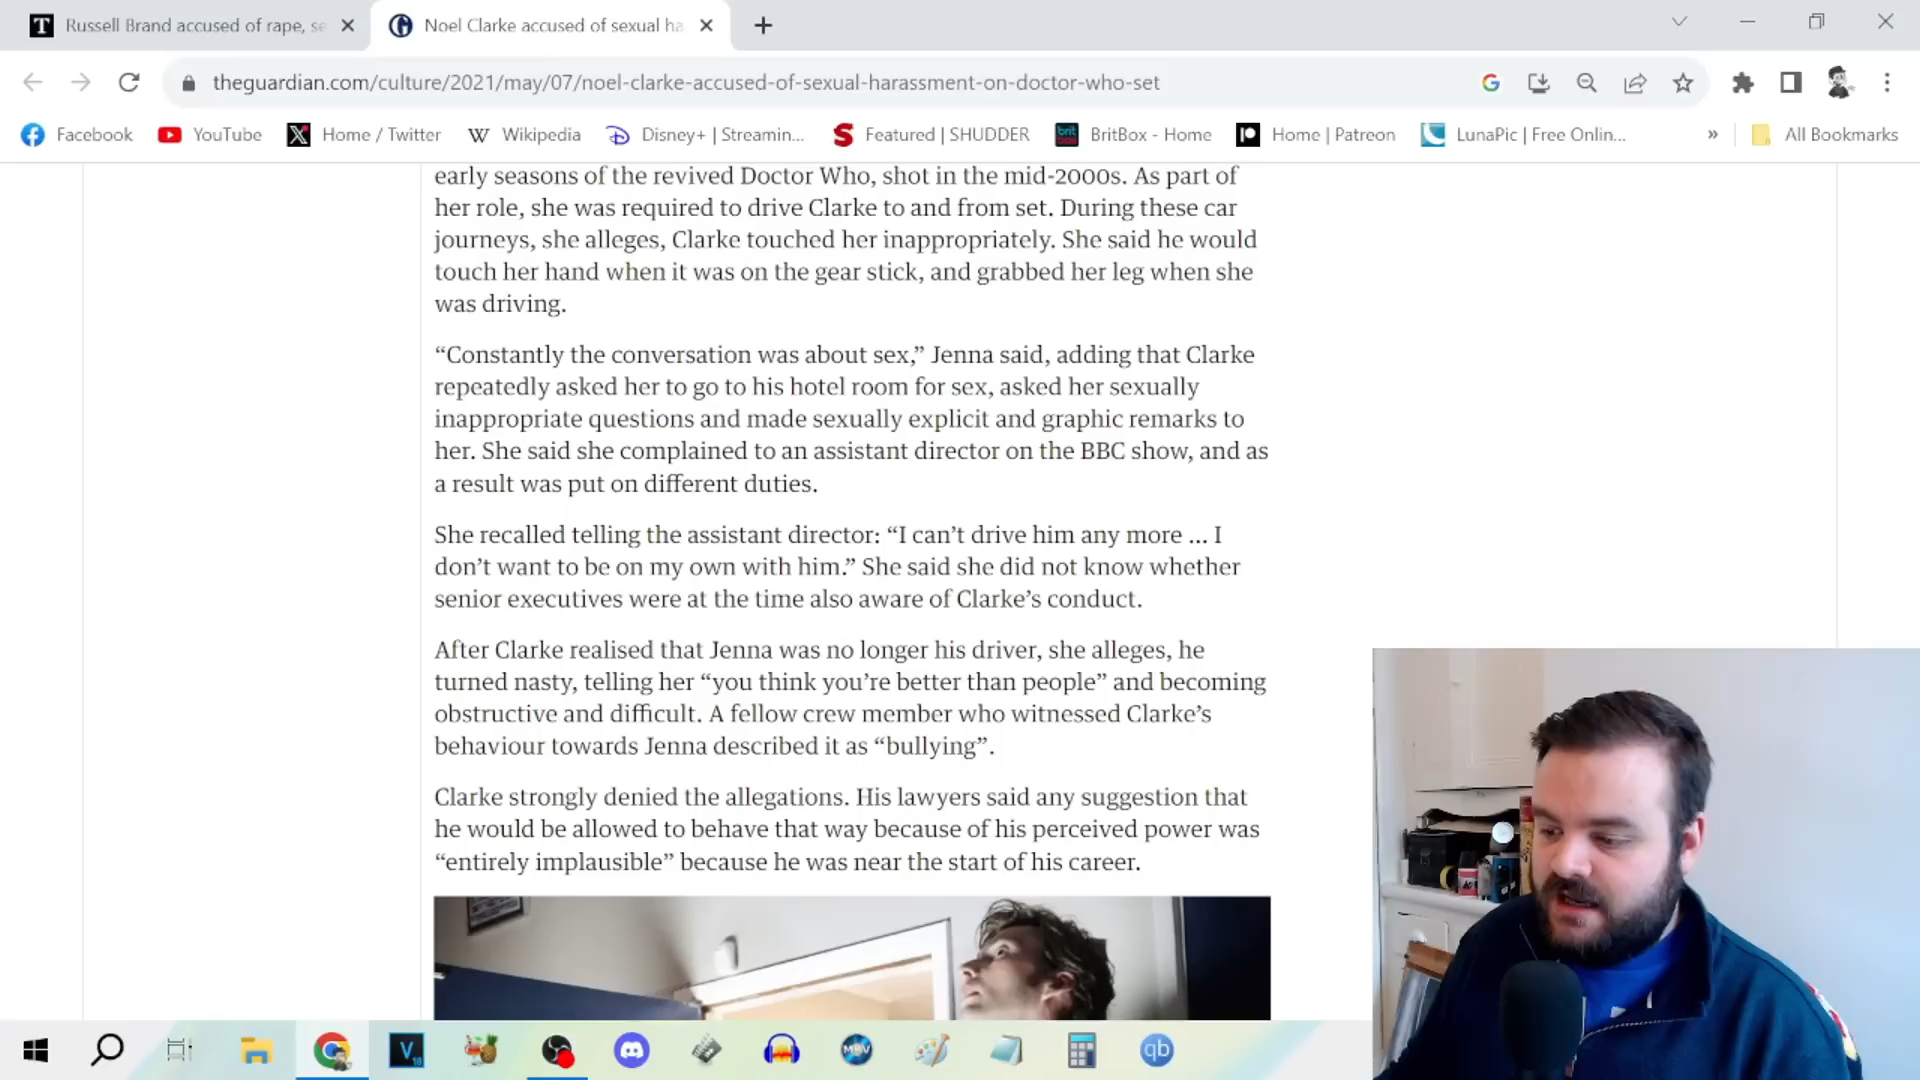 Russell Brand accused of rape, se
Noel Clarke accused of sexual ha
theguardian.com/culture/2021/may/07/noel-clarke-accused-of-sexual-harassment-on-doctor-who-set
Facebook YouTube Home / Twitter Wikipedia Disney+ | Streamin... Featured | SHUDDER BritBox - Home Home | Patreon LunaPic | Free Onlin... » All Bookmarks
early seasons of the revived Doctor Who, shot in the mid-2000s. As part of
her role, she was required to drive Clarke to and from set. During these car
journeys, she alleges, Clarke touched her inappropriately. She said he would
touch her hand when it was on the gear stick, and grabbed her leg when she
was driving.
“Constantly the conversation was about sex,” Jenna said, adding that Clarke
repeatedly asked her to go to his hotel room for sex, asked her sexually
inappropriate questions and made sexually explicit and graphic remarks to
her. She said she complained to an assistant director on the BBC show, and as
a result was put on different duties.
She recalled telling the assistant director: “I can’t drive him any more ... I
don’t want to be on my own with him.” She said she did not know whether
senior executives were at the time also aware of Clarke’s conduct.
After Clarke realised that Jenna was no longer his driver, she alleges, he
turned nasty, telling her “you think you’re better than people” and becoming
obstructive and difficult. A fellow crew member who witnessed Clarke’s
behaviour towards Jenna described it as “bullying”.
Clarke strongly denied the allegations. His lawyers said any suggestion that
he would be allowed to behave that way because of his perceived power was
“entirely implausible” because he was near the start of his career.